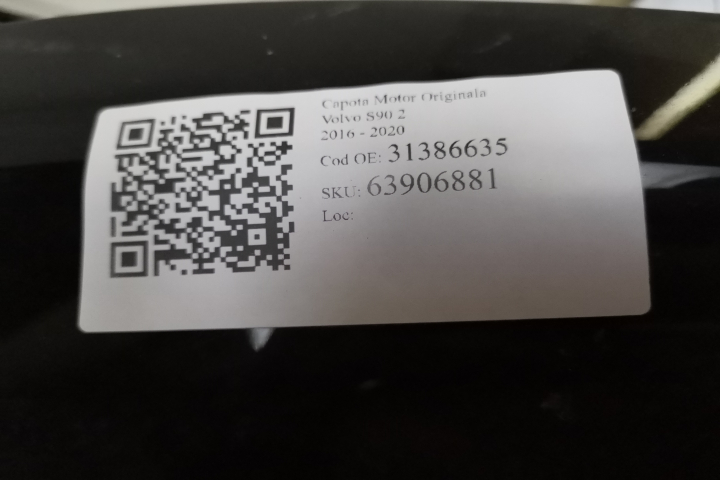 Capota Motor Originala
Volvo S90 2
2016 - 2020
Cod OE: 31386635
SKU: 63906881
Loc: